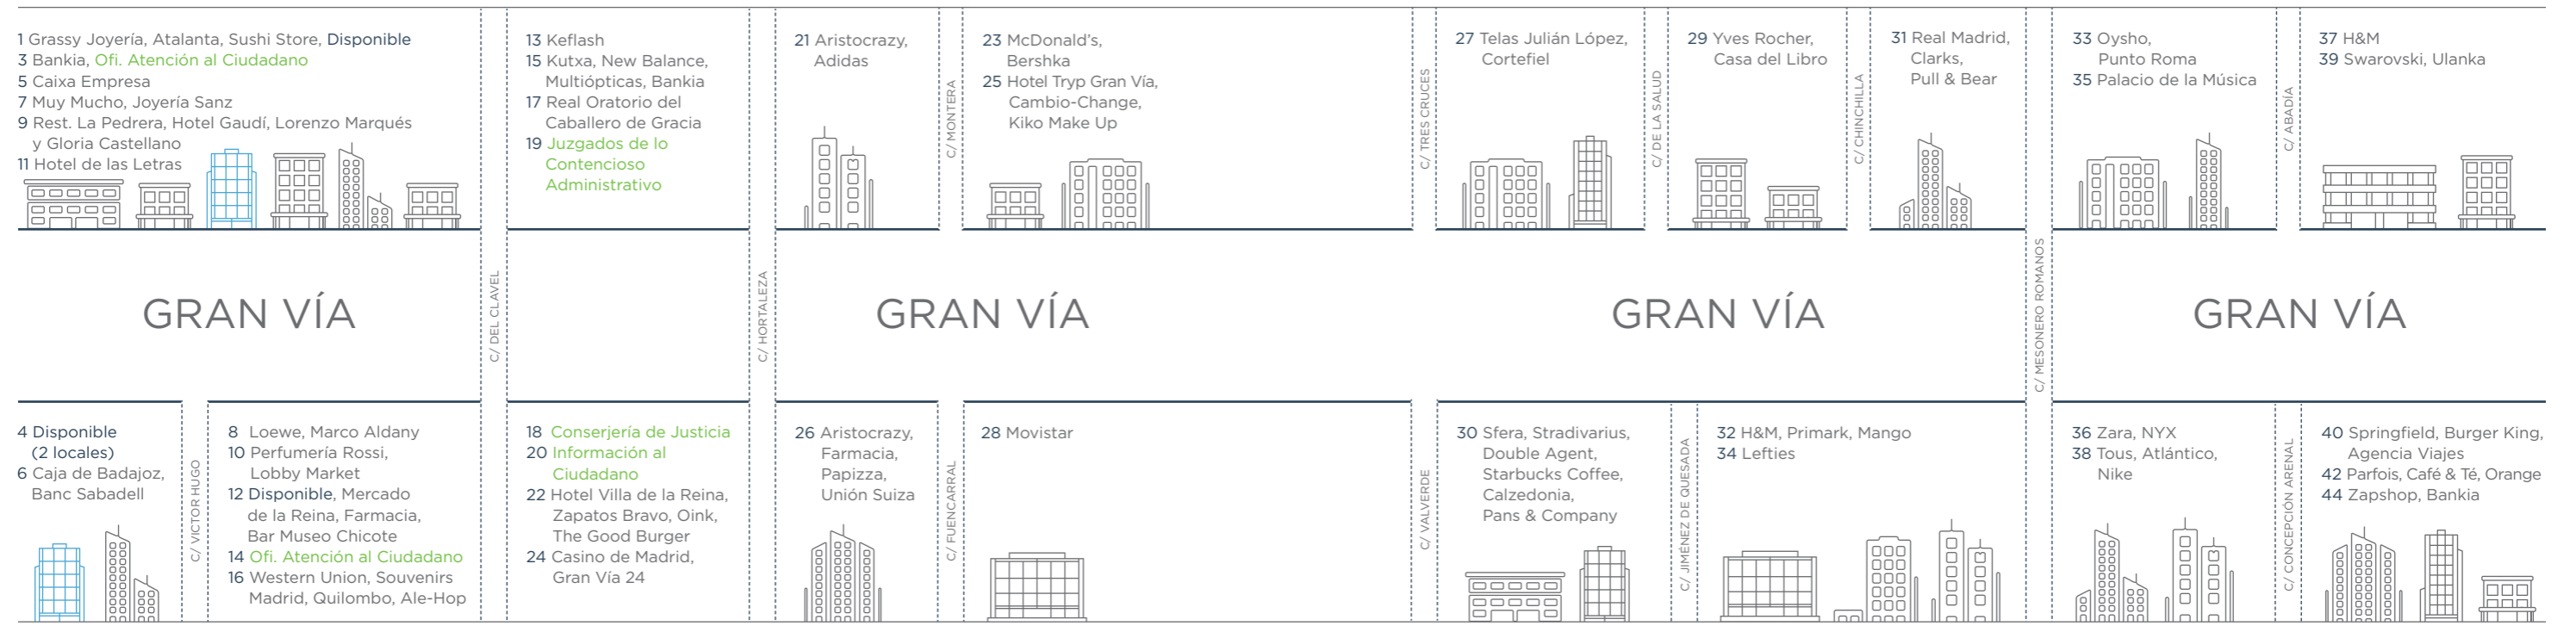 1 Grassy Joyería, Atalanta, Sushi Store, Disponible
3 Bankia, Ofi. Atención al Ciudadano
5 Caixa Empresa
7 Muy Mucho, Joyería Sanz
9 Rest. La Pedrera, Hotel Gaudí, Lorenzo Marqués
y Gloria Castellano
11 Hotel de las Letras
C/ DEL CLAVEL
13 Keflash
15 Kutxa, New Balance,
Multiópticas, Bankia
17 Real Oratorio del
Caballero de Gracia
19 Juzgados de lo
Contencioso
Administrativo
C/ HORTALEZA
21 Aristocrazy,
Adidas
C/ MONTERA
23 McDonald's,
Bershka
25 Hotel Tryp Gran Vía,
Cambio-Change,
Kiko Make Up
C/ TRES CRUCES
27 Telas Julián López,
Cortefiel
C/ DE LA SALUD
29 Yves Rocher,
Casa del Libro
C/ CHINCHILLA
31 Real Madrid,
Clarks,
Pull & Bear
C/ MESONERO ROMANOS
33 Oysho,
Punto Roma
35 Palacio de la Música
C/ ABADÍA
37 H&M
39 Swarovski, Ulanka
GRAN VÍA
GRAN VÍA
GRAN VÍA
GRAN VÍA
4 Disponible
(2 locales)
6 Caja de Badajoz,
Banc Sabadell
C/ VICTOR HUGO
8 Loewe, Marco Aldany
10 Perfumería Rossi,
Lobby Market
12 Disponible, Mercado
de la Reina, Farmacia,
Bar Museo Chicote
14 Ofi. Atención al Ciudadano
16 Western Union, Souvenirs
Madrid, Quilombo, Ale-Hop
18 Conserjería de Justicia
20 Información al
Ciudadano
22 Hotel Villa de la Reina,
Zapatos Bravo, Oink,
The Good Burger
24 Casino de Madrid,
Gran Vía 24
26 Aristocrazy,
Farmacia,
Papizza,
Unión Suiza
C/ FUENCARRAL
28 Movistar
C/ VALVERDE
30 Sfera, Stradivarius,
Double Agent,
Starbucks Coffee,
Calzedonia,
Pans & Company
C/ JIMÉNEZ DE QUESADA
32 H&M, Primark, Mango
34 Lefties
36 Zara, NYX
38 Tous, Atlántico,
Nike
C/ CONCEPCIÓN ARENAL
40 Springfield, Burger King,
Agencia Viajes
42 Parfois, Café & Té, Orange
44 Zapshop, Bankia